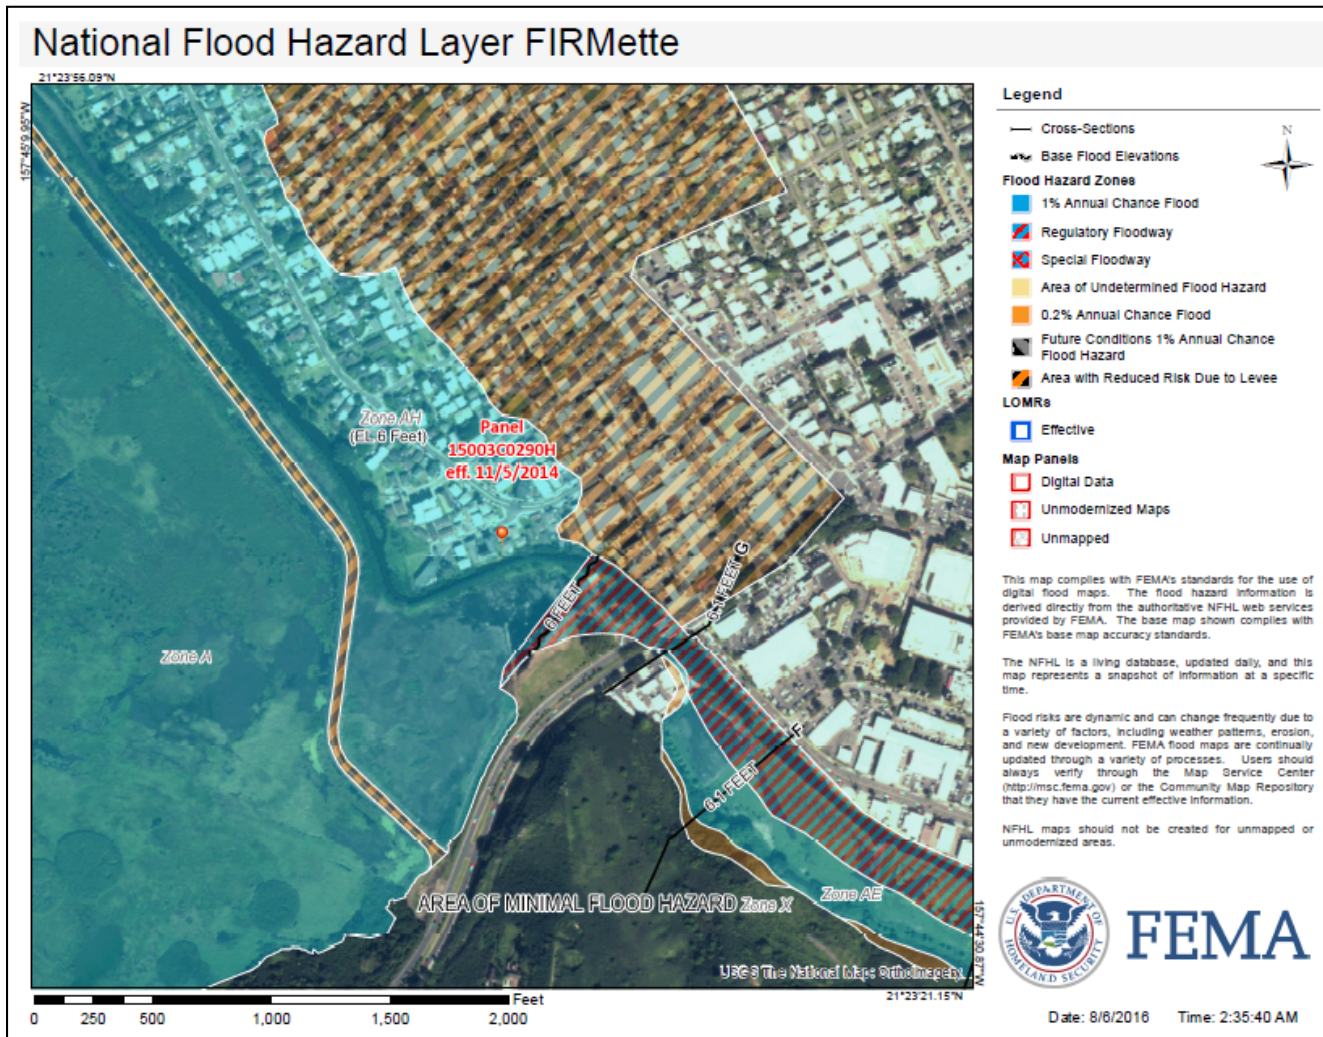 National Flood Hazard Layer FIRMette
21°23'56.09"N
157°45'9.95"W
Zone AH
(EL 6 Feet)
Panel
15003C0290H
eff. 11/5/2014
6 FEET
6.1 FEET G
Zone A
F
6.1 FEET
Zone AE
AREA OF MINIMAL FLOOD HAZARD Zone X
USGS The National Map: Orthoimagery
157°44'30.87"W
21°23'21.15"N
Feet
0 250 500 1,000 1,500 2,000
Legend
Cross-Sections
N
Base Flood Elevations
Flood Hazard Zones
1% Annual Chance Flood
Regulatory Floodway
Special Floodway
Area of Undetermined Flood Hazard
0.2% Annual Chance Flood
Future Conditions 1% Annual Chance
Flood Hazard
Area with Reduced Risk Due to Levee
LOMRs
Effective
Map Panels
Digital Data
Unmodernized Maps
Unmapped
This map complies with FEMA's standards for the use of
digital flood maps. The flood hazard information is
derived directly from the authoritative NFHL web services
provided by FEMA. The base map shown complies with
FEMA's base map accuracy standards.
The NFHL is a living database, updated daily, and this
map represents a snapshot of information at a specific
time.
Flood risks are dynamic and can change frequently due to
a variety of factors, including weather patterns, erosion,
and new development. FEMA flood maps are continually
updated through a variety of processes. Users should
always verify through the Map Service Center
(http://msc.fema.gov) or the Community Map Repository
that they have the current effective information.
NFHL maps should not be created for unmapped or
unmodernized areas.
U.S. DEPARTMENT OF
HOMELAND SECURITY
FEMA
Date: 8/6/2016 Time: 2:35:40 AM